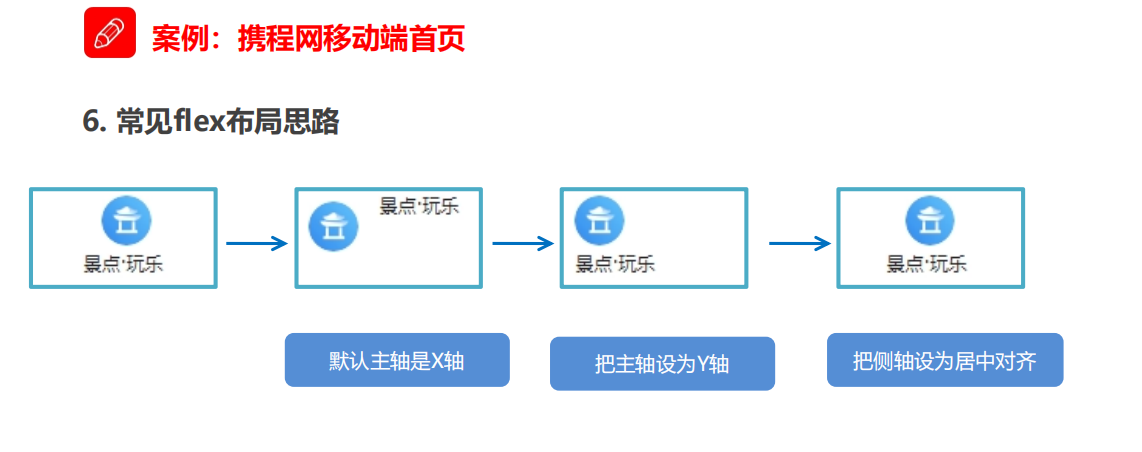 案例：携程网移动端首页
6. 常见flex布局思路
景点·玩乐
景点·玩乐
景点·玩乐
景点·玩乐
默认主轴是X轴
把主轴设为Y轴
把侧轴设为居中对齐